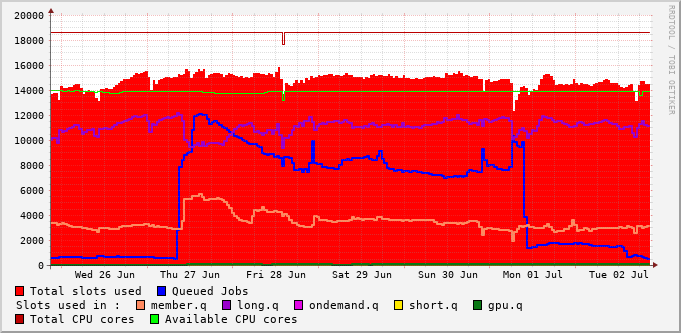 20000
18000
16000
14000
12000
10000
8000
6000
4000
2000
0
Wed 26 Jun Thu 27 Jun Fri 28 Jun Sat 29 Jun Sun 30 Jun Mon 01 Jul Tue 02 Jul
RRDTOOL / TOBI OETIKER
Total slots used Queued Jobs
Slots used in : member.q long.q ondemand.q short.q gpu.q
Total CPU cores Available CPU cores